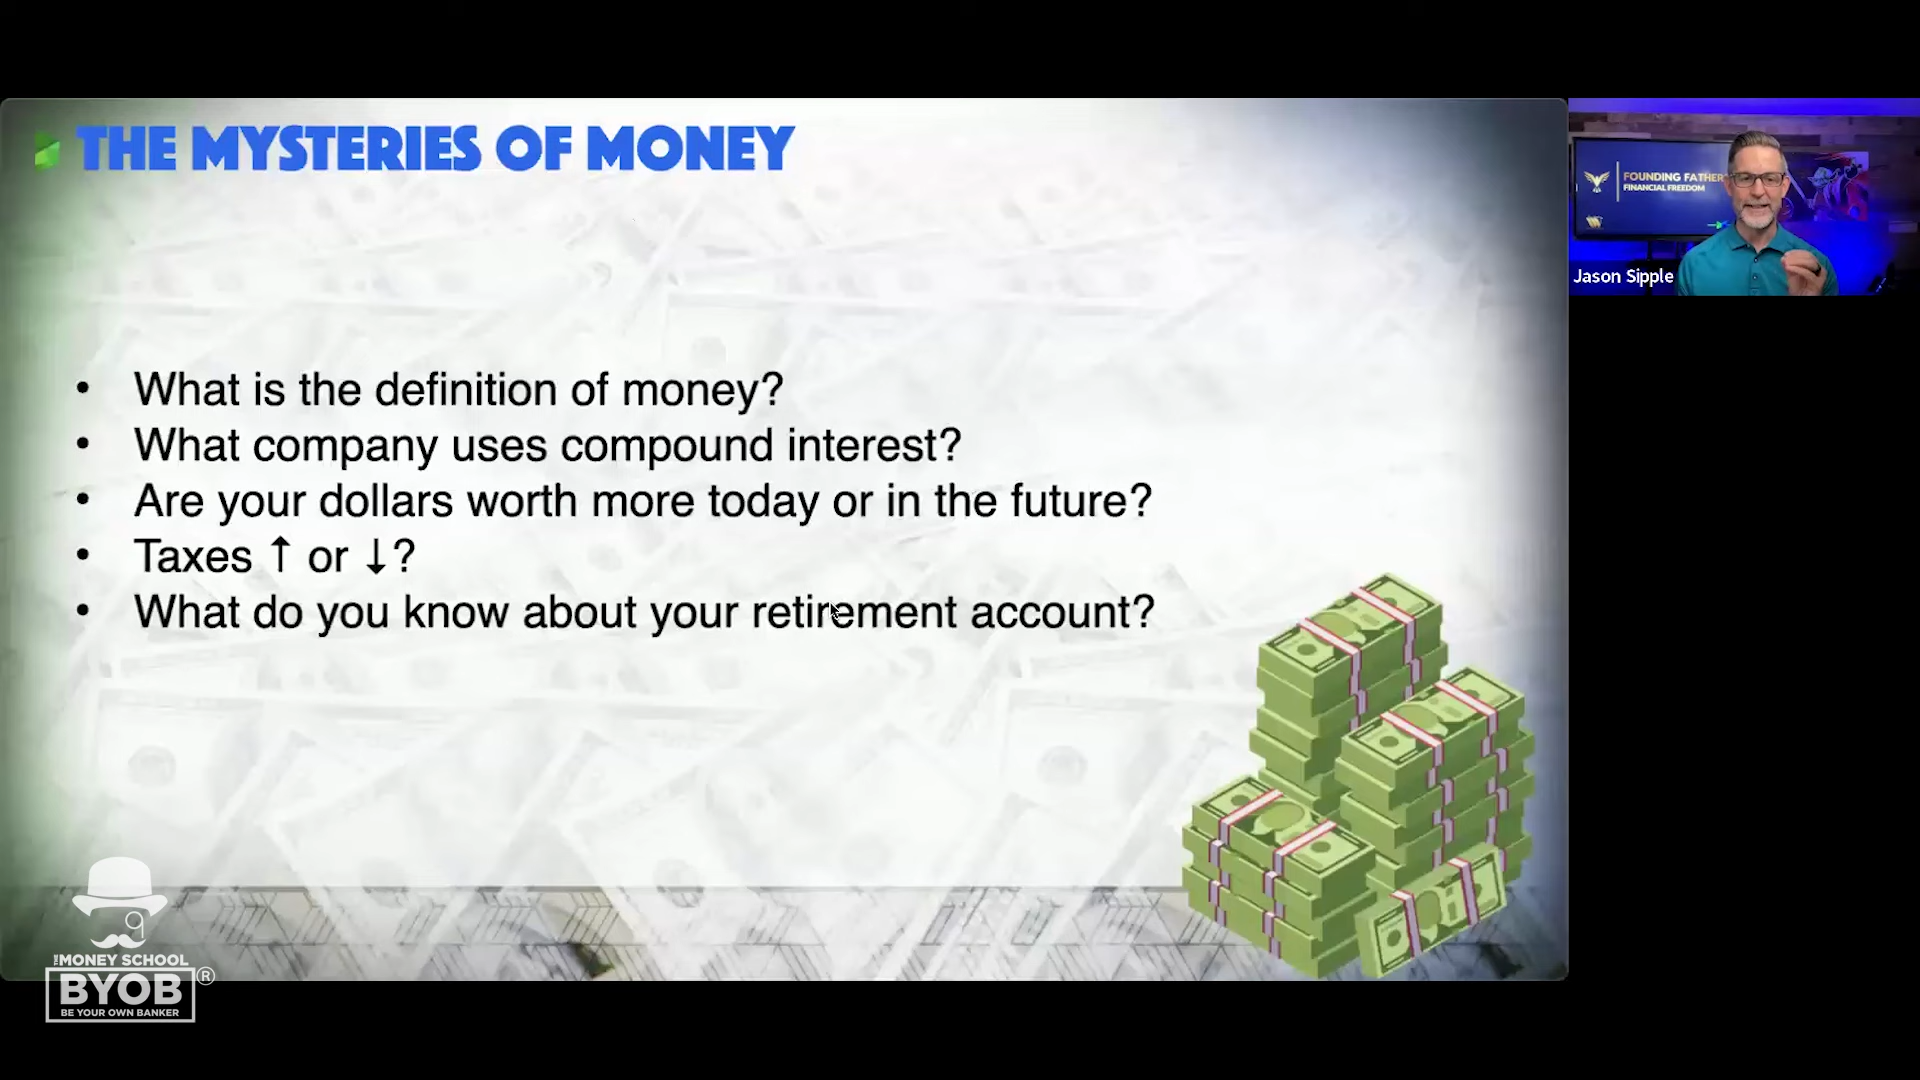 THE MYSTERIES OF MONEY
• What is the definition of money?
• What company uses compound interest?
• Are your dollars worth more today or in the future?
• Taxes ↑ or ↓?
• What do you know about your retirement account?
FOUNDING FATHER
FINANCIAL FREEDOM
Jason Sipple
THE MONEY SCHOOL
BYOB®
BE YOUR OWN BANKER